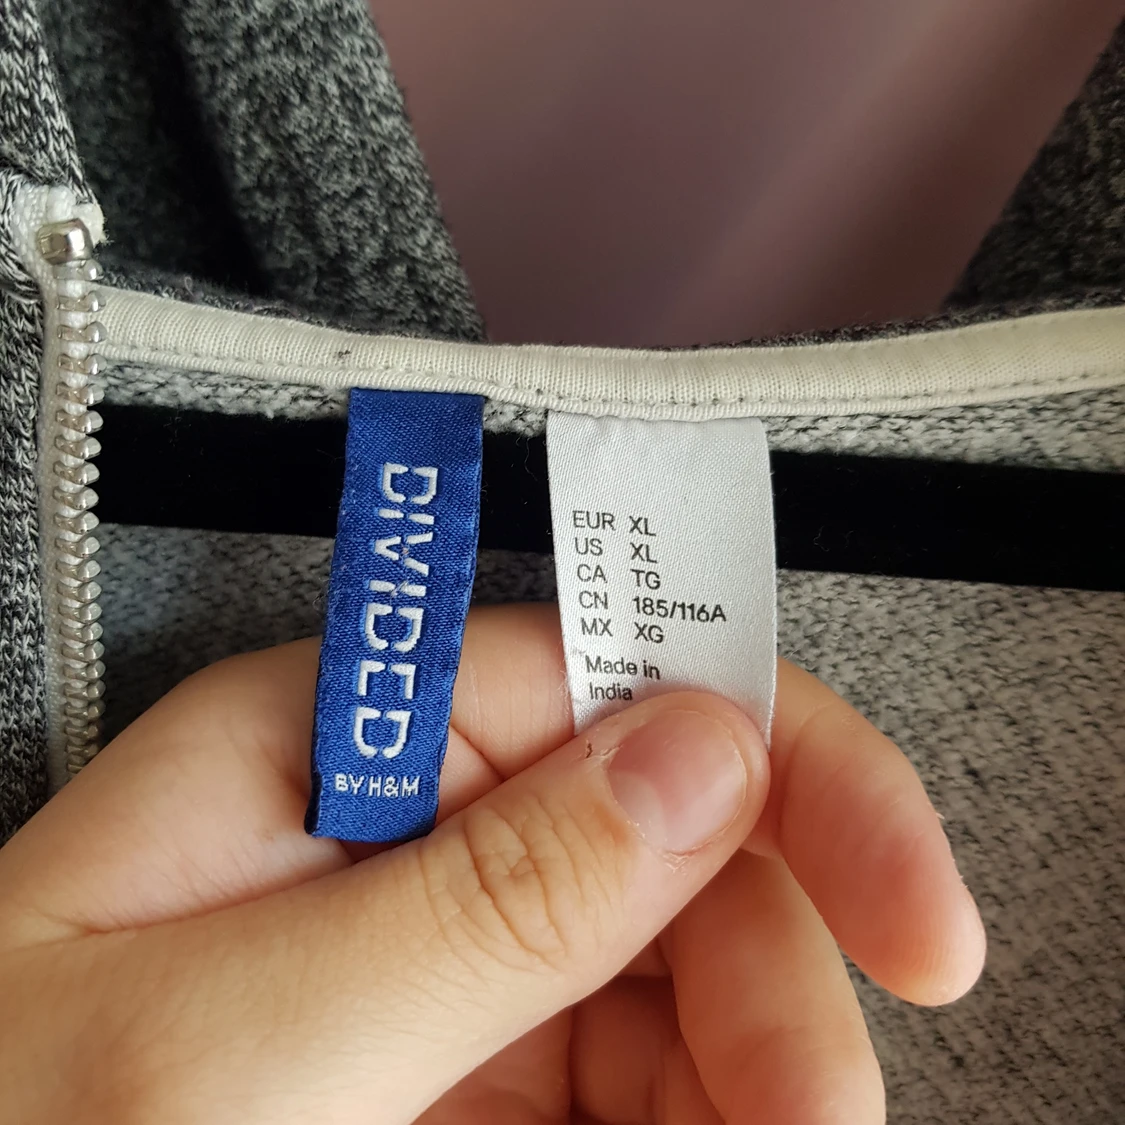 DIVIDED
BY H&M
EUR XL
US XL
CA TG
CN 185/116A
MX XG
Made in
India